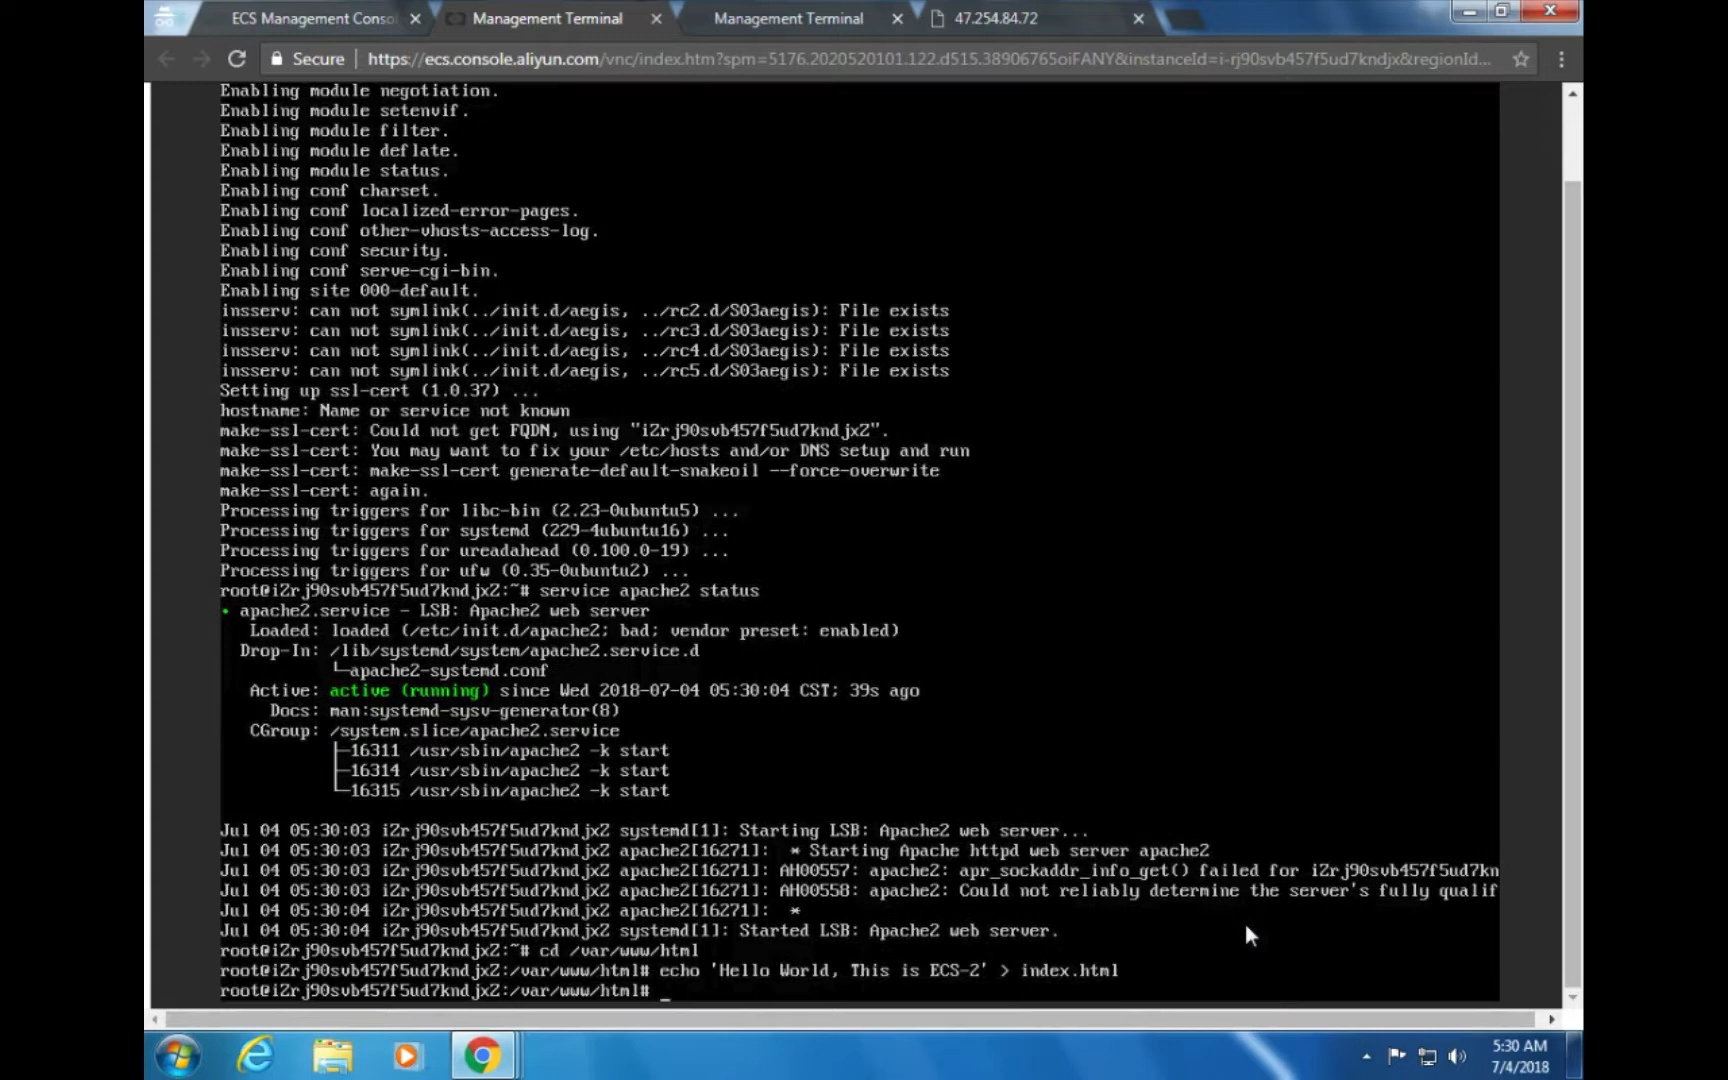 ECS Management Consol
Management Terminal
Management Terminal
47.254.84.72
Secure
https://ecs.console.aliyun.com/vnc/index.htm?spm=5176.2020520101.122.d515.38906765oiFANY&instanceId=i-rj90svb457f5ud7kndjx&regionId...
Enabling module negotiation.
Enabling module setenvif.
Enabling module filter.
Enabling module deflate.
Enabling module status.
Enabling conf charset.
Enabling conf localized-error-pages.
Enabling conf other-vhosts-access-log.
Enabling conf security.
Enabling conf serve-cgi-bin.
Enabling site 000-default.
insserv: can not symlink(../init.d/aegis, ../rc2.d/S03aegis): File exists
insserv: can not symlink(../init.d/aegis, ../rc3.d/S03aegis): File exists
insserv: can not symlink(../init.d/aegis, ../rc4.d/S03aegis): File exists
insserv: can not symlink(../init.d/aegis, ../rc5.d/S03aegis): File exists
Setting up ssl-cert (1.0.37) ...
hostname: Name or service not known
make-ssl-cert: Could not get FQDN, using "iZrj90svb457f5ud7kndjxZ".
make-ssl-cert: You may want to fix your /etc/hosts and/or DNS setup and run
make-ssl-cert: make-ssl-cert generate-default-snakeoil --force-overwrite
make-ssl-cert: again.
Processing triggers for libc-bin (2.23-0ubuntu5) ...
Processing triggers for systemd (229-4ubuntu16) ...
Processing triggers for ureadahead (0.100.0-19) ...
Processing triggers for ufw (0.35-0ubuntu2) ...
root@iZrj90svb457f5ud7kndjxZ:~# service apache2 status
• apache2.service - LSB: Apache2 web server
Loaded: loaded (/etc/init.d/apache2; bad; vendor preset: enabled)
Drop-In: /lib/systemd/system/apache2.service.d
└─apache2-systemd.conf
Active: active (running) since Wed 2018-07-04 05:30:04 CST; 39s ago
Docs: man:systemd-sysv-generator(8)
CGroup: /system.slice/apache2.service
├─16311 /usr/sbin/apache2 -k start
├─16314 /usr/sbin/apache2 -k start
└─16315 /usr/sbin/apache2 -k start
Jul 04 05:30:03 iZrj90svb457f5ud7kndjxZ systemd[1]: Starting LSB: Apache2 web server...
Jul 04 05:30:03 iZrj90svb457f5ud7kndjxZ apache2[16271]: * Starting Apache httpd web server apache2
Jul 04 05:30:03 iZrj90svb457f5ud7kndjxZ apache2[16271]: AH00557: apache2: apr_sockaddr_info_get() failed for iZrj90svb457f5ud7kn
Jul 04 05:30:03 iZrj90svb457f5ud7kndjxZ apache2[16271]: AH00558: apache2: Could not reliably determine the server's fully qualif
Jul 04 05:30:04 iZrj90svb457f5ud7kndjxZ apache2[16271]: *
Jul 04 05:30:04 iZrj90svb457f5ud7kndjxZ systemd[1]: Started LSB: Apache2 web server.
root@iZrj90svb457f5ud7kndjxZ:~# cd /var/www/html
root@iZrj90svb457f5ud7kndjxZ:/var/www/html# echo 'Hello World, This is ECS-2' > index.html
root@iZrj90svb457f5ud7kndjxZ:/var/www/html# _
5:30 AM
7/4/2018